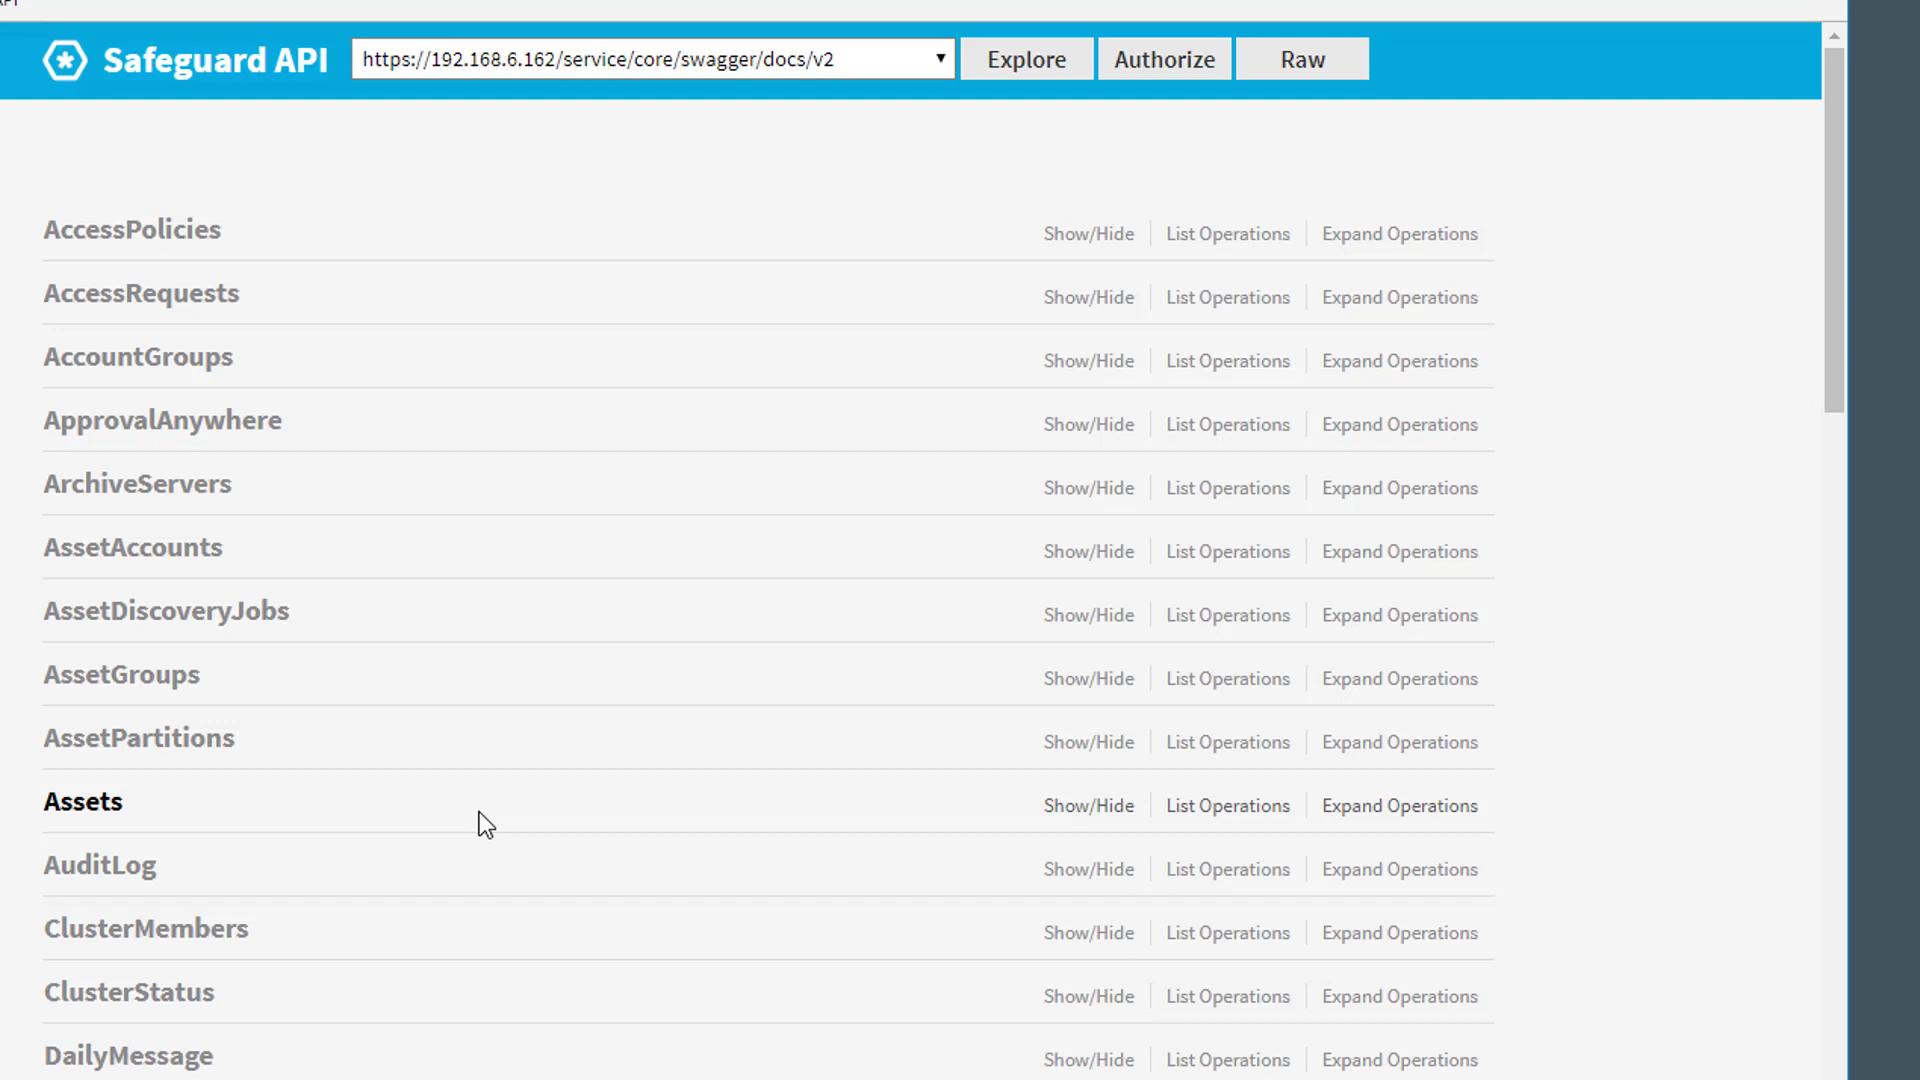 Safeguard API https://192.168.6.162/service/core/swagger/docs/v2 Explore Authorize Raw
AccessPolicies Show/Hide List Operations Expand Operations
AccessRequests Show/Hide List Operations Expand Operations
AccountGroups Show/Hide List Operations Expand Operations
ApprovalAnywhere Show/Hide List Operations Expand Operations
ArchiveServers Show/Hide List Operations Expand Operations
AssetAccounts Show/Hide List Operations Expand Operations
AssetDiscoveryJobs Show/Hide List Operations Expand Operations
AssetGroups Show/Hide List Operations Expand Operations
AssetPartitions Show/Hide List Operations Expand Operations
Assets Show/Hide List Operations Expand Operations
AuditLog Show/Hide List Operations Expand Operations
ClusterMembers Show/Hide List Operations Expand Operations
ClusterStatus Show/Hide List Operations Expand Operations
DailyMessage Show/Hide List Operations Expand Operations